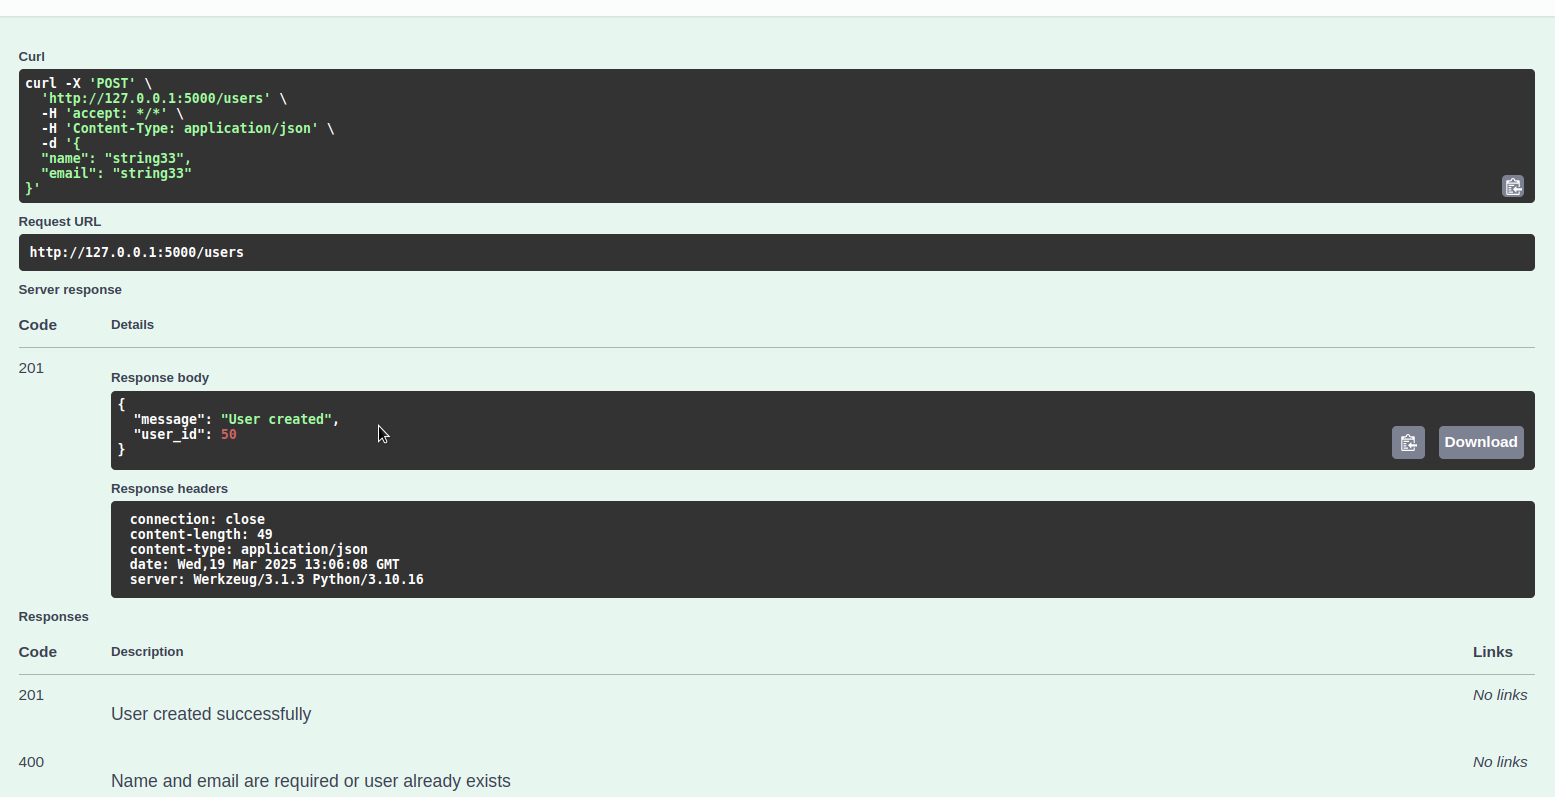 Curl
curl -X 'POST' \
  'http://127.0.0.1:5000/users' \
  -H 'accept: */*' \
  -H 'Content-Type: application/json' \
  -d '{
  "name": "string33",
  "email": "string33"
}'
Request URL
http://127.0.0.1:5000/users
Server response
Code Details
201
Response body
{
  "message": "User created",
  "user_id": 50
}
Download
Response headers
connection: close
content-length: 49
content-type: application/json
date: Wed,19 Mar 2025 13:06:08 GMT
server: Werkzeug/3.1.3 Python/3.10.16
Responses
Code Description Links
201 No links
User created successfully
400 No links
Name and email are required or user already exists